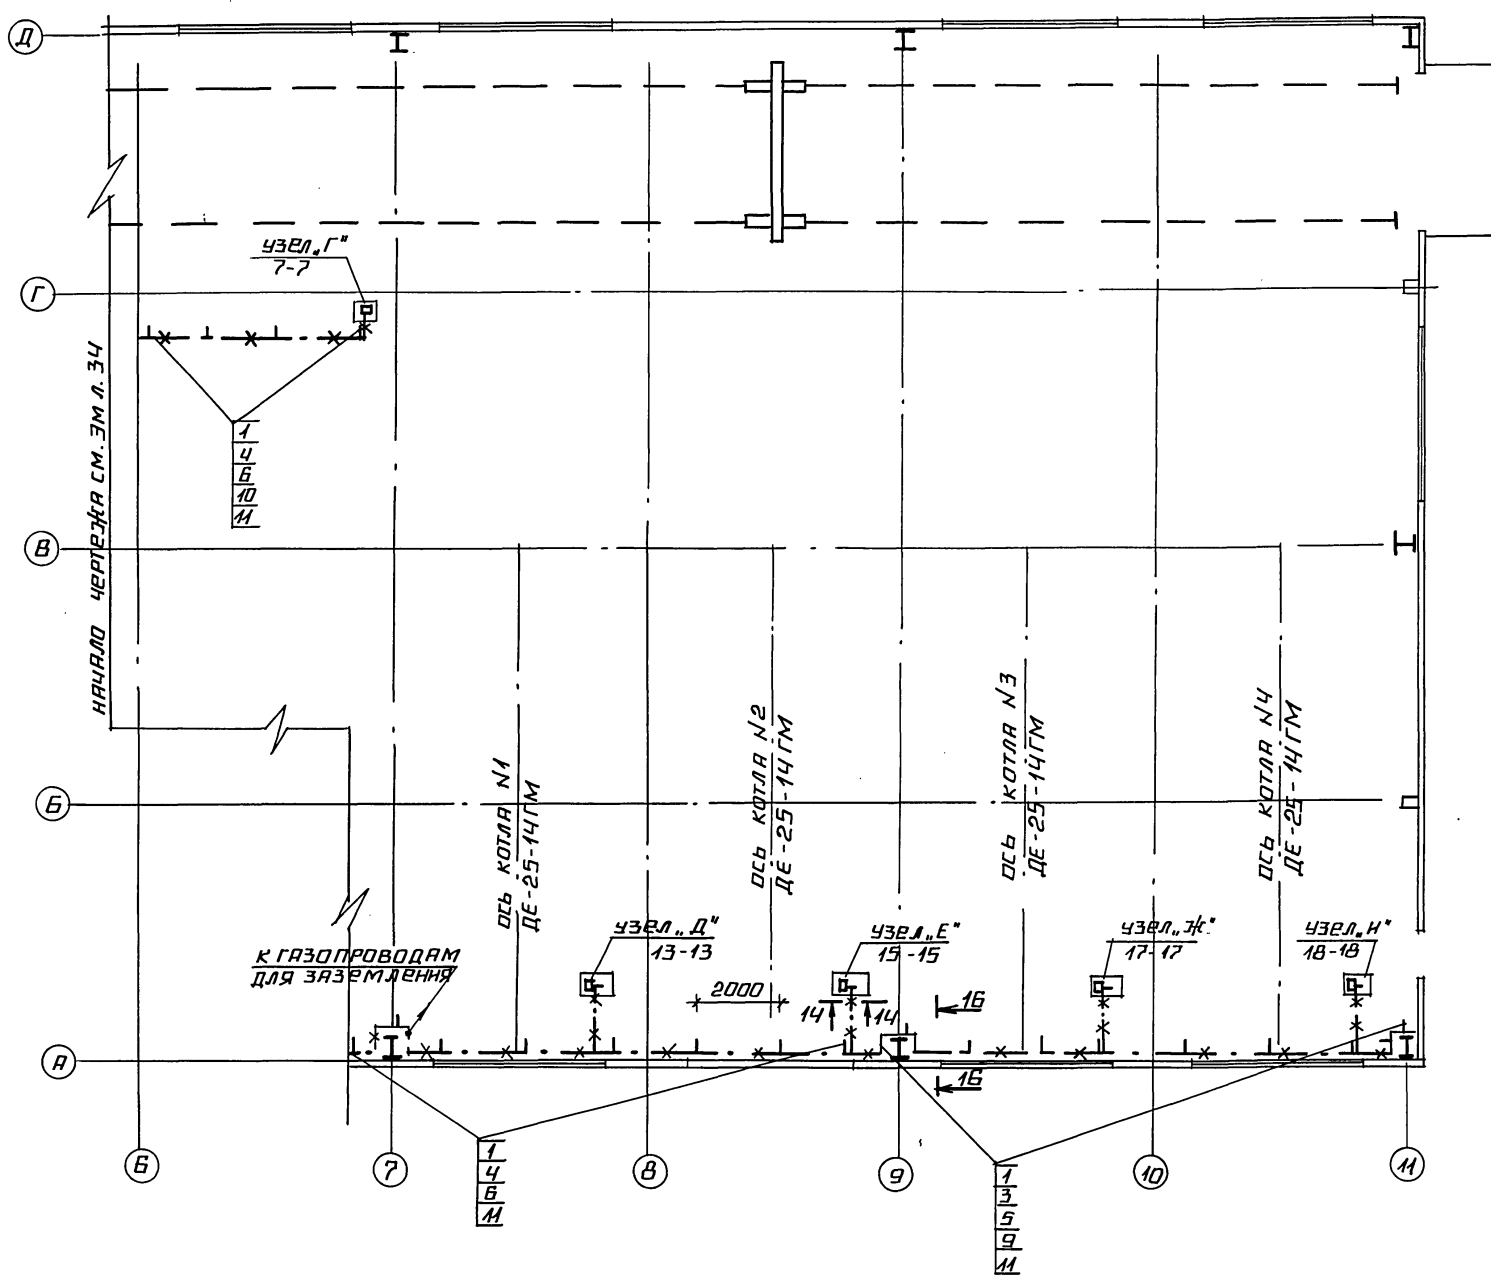 Д
УЗЕЛ „Г"
7-7
Г
1
4
6
10
11
НАЧАЛО ЧЕРТЕЖА СМ. ЭМ Л. 34
В
ОСЬ КОТЛА N1
ДЕ-25-14ГМ
ОСЬ КОТЛА N2
ДЕ-25-14ГМ
ОСЬ КОТЛА N3
ДЕ-25-14ГМ
ОСЬ КОТЛА N4
ДЕ-25-14ГМ
Б
К ГАЗОПРОВОДАМ
ДЛЯ ЗАЗЕМЛЕНИЯ
УЗЕЛ „Д"
13-13
УЗЕЛ „Е"
15-15
УЗЕЛ „Ж"
17-17
УЗЕЛ „И"
18-18
2000
14
14
16
16
А
1
4
6
11
1
3
5
9
11
6
7
8
9
10
11